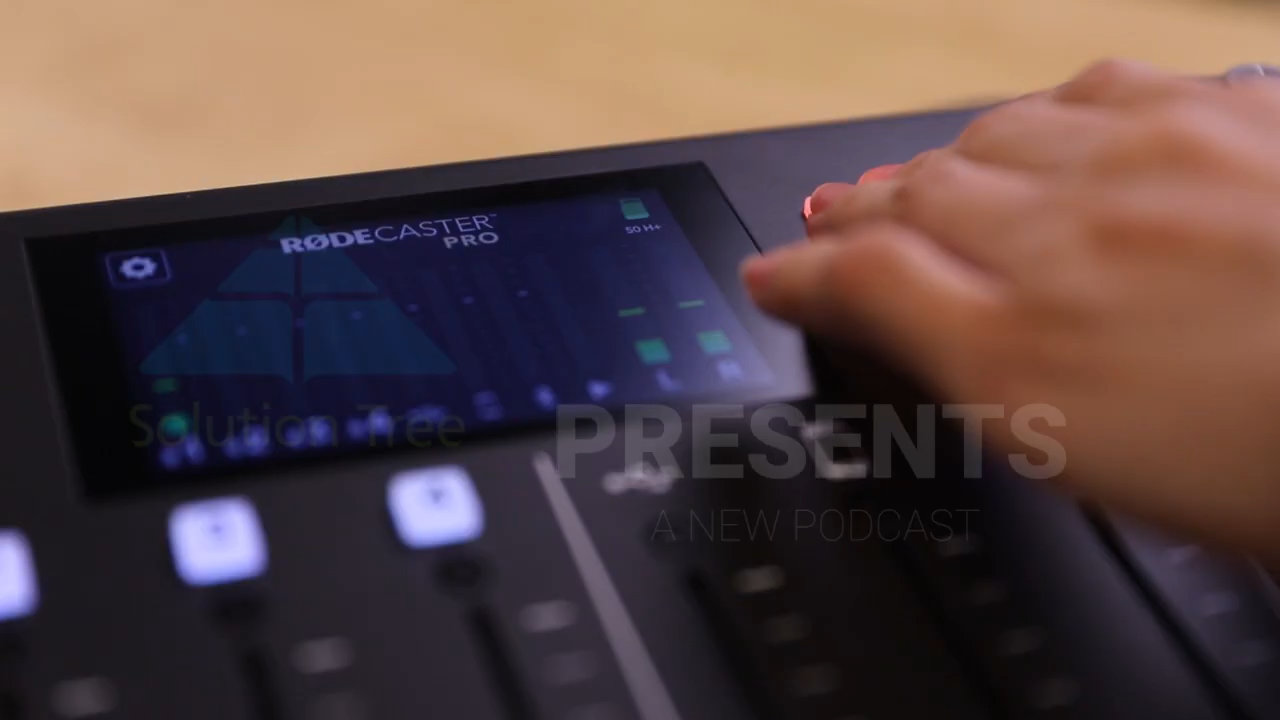 RØDECASTER™
PRO
50 H+
L R
Solution Tree
PRESENTS
A NEW PODCAST